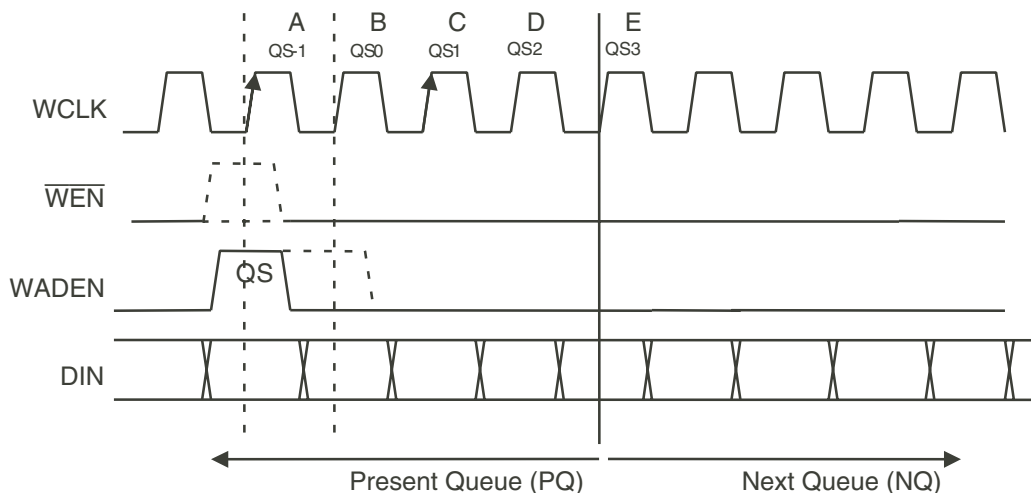 A B C D E
QS-1 QS0 QS1 QS2 QS3
WCLK
WEN
QS
WADEN
DIN
Present Queue (PQ) Next Queue (NQ)